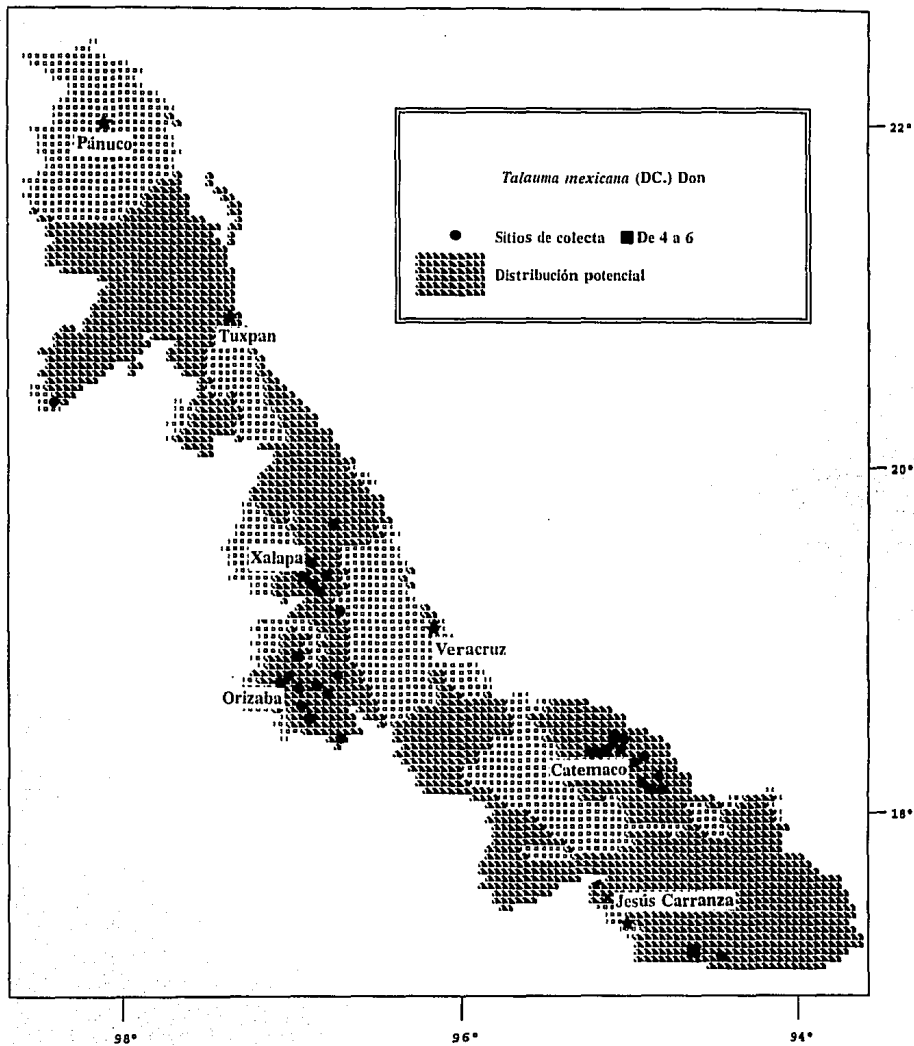 Talauma mexicana (DC.) Don
Sitios de colecta De 4 a 6
Distribución potencial
22°
Pánuco
Tuxpan
20°
Xalapa
Veracruz
Orizaba
Catemaco
18°
Jesús Carranza
98° 96° 94°